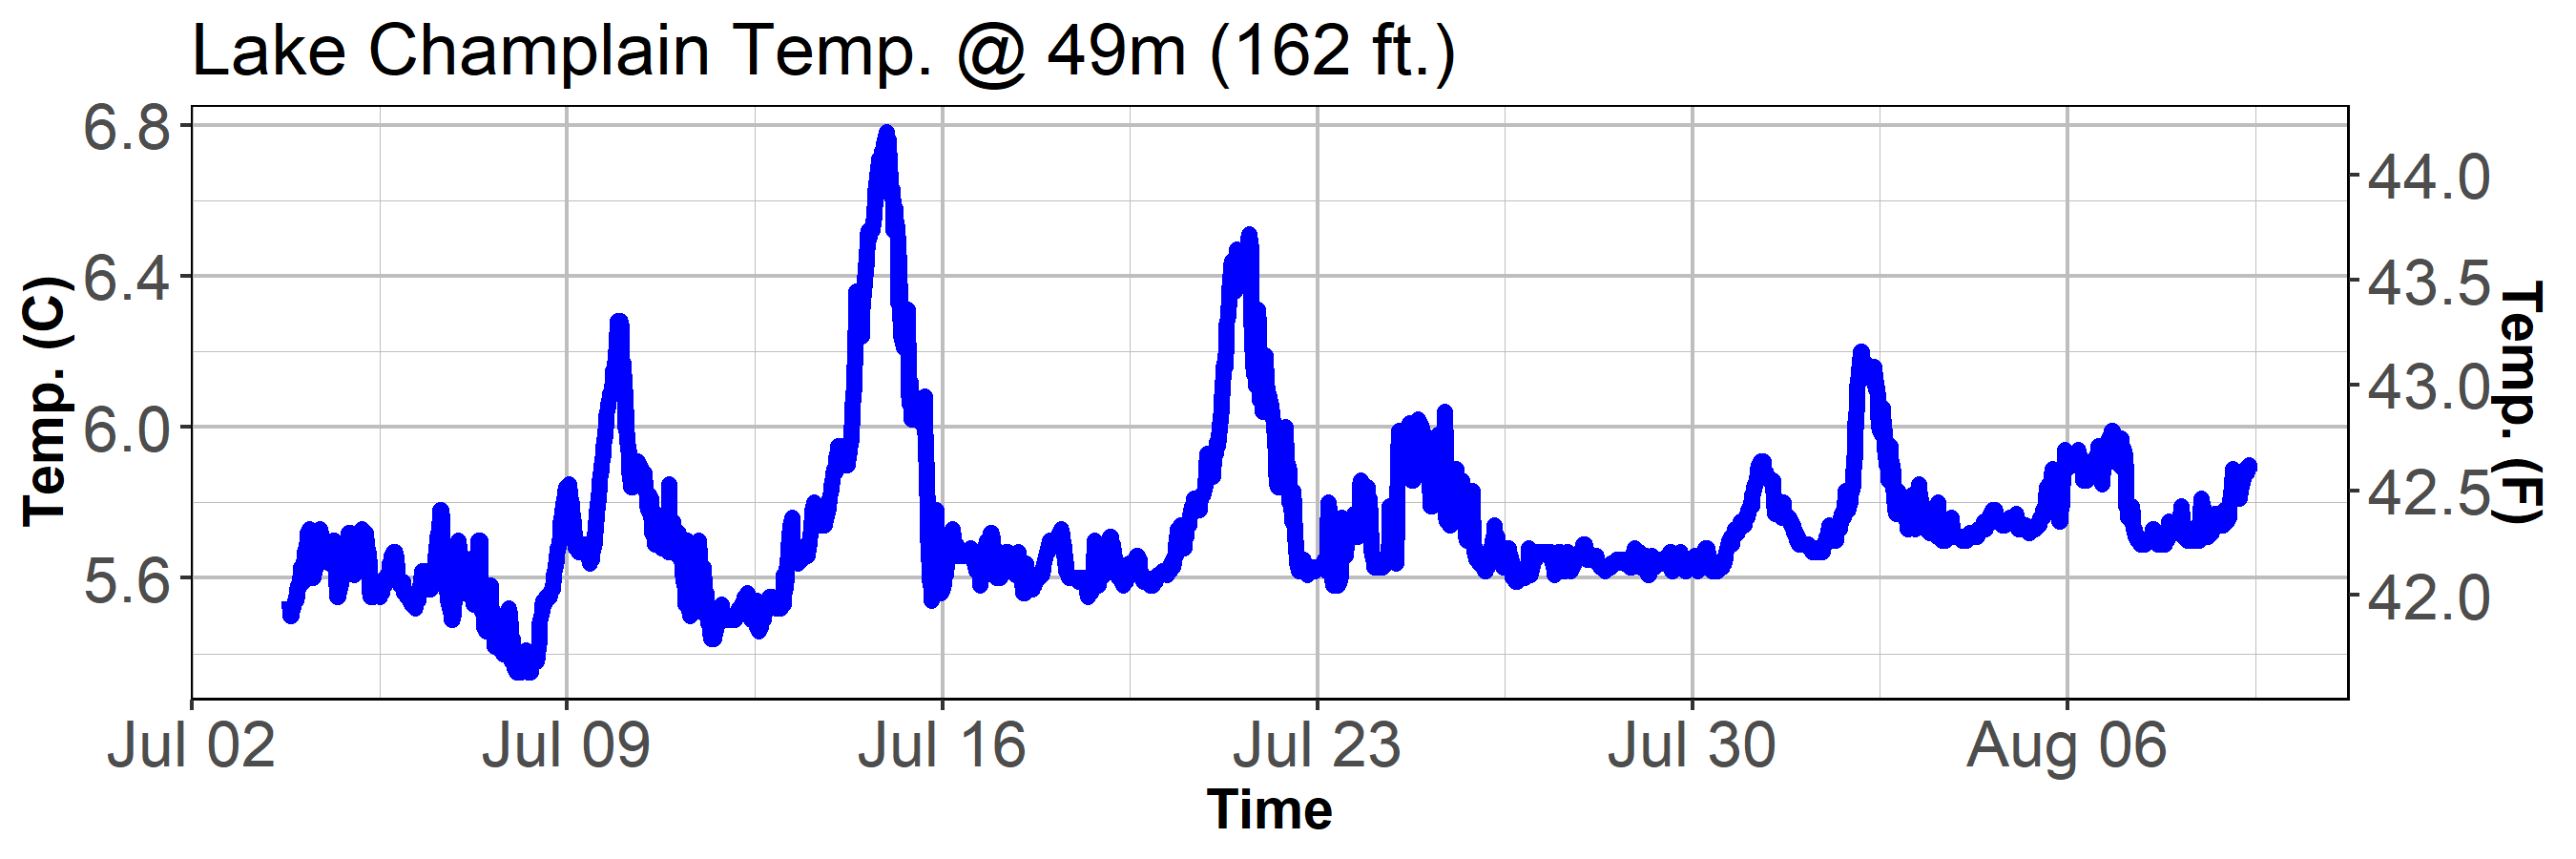 Lake Champlain Temp. @ 49m (162 ft.)
Temp. (C)
6.8
6.4
6.0
5.6
44.0
43.5
43.0
42.5
42.0
Temp. (F)
Jul 02 Jul 09 Jul 16 Jul 23 Jul 30 Aug 06
Time